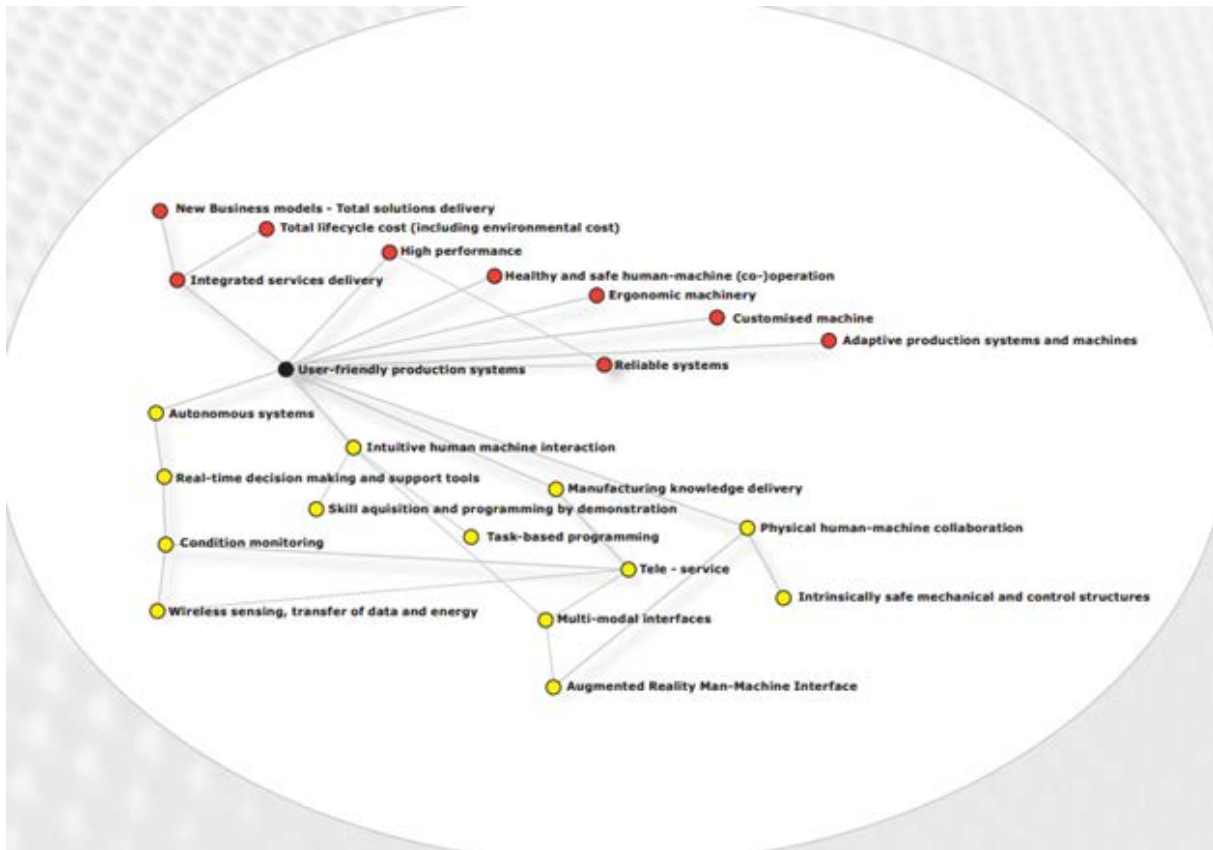 New Business models - Total solutions delivery
Total lifecycle cost (including environmental cost)
High performance
Integrated services delivery
Healthy and safe human-machine (co-)operation
Ergonomic machinery
Customised machine
Adaptive production systems and machines
Reliable systems
User-friendly production systems
Autonomous systems
Intuitive human machine interaction
Real-time decision making and support tools
Manufacturing knowledge delivery
Skill aquisition and programming by demonstration
Physical human-machine collaboration
Task-based programming
Condition monitoring
Tele - service
Intrinsically safe mechanical and control structures
Wireless sensing, transfer of data and energy
Multi-modal interfaces
Augmented Reality Man-Machine Interface